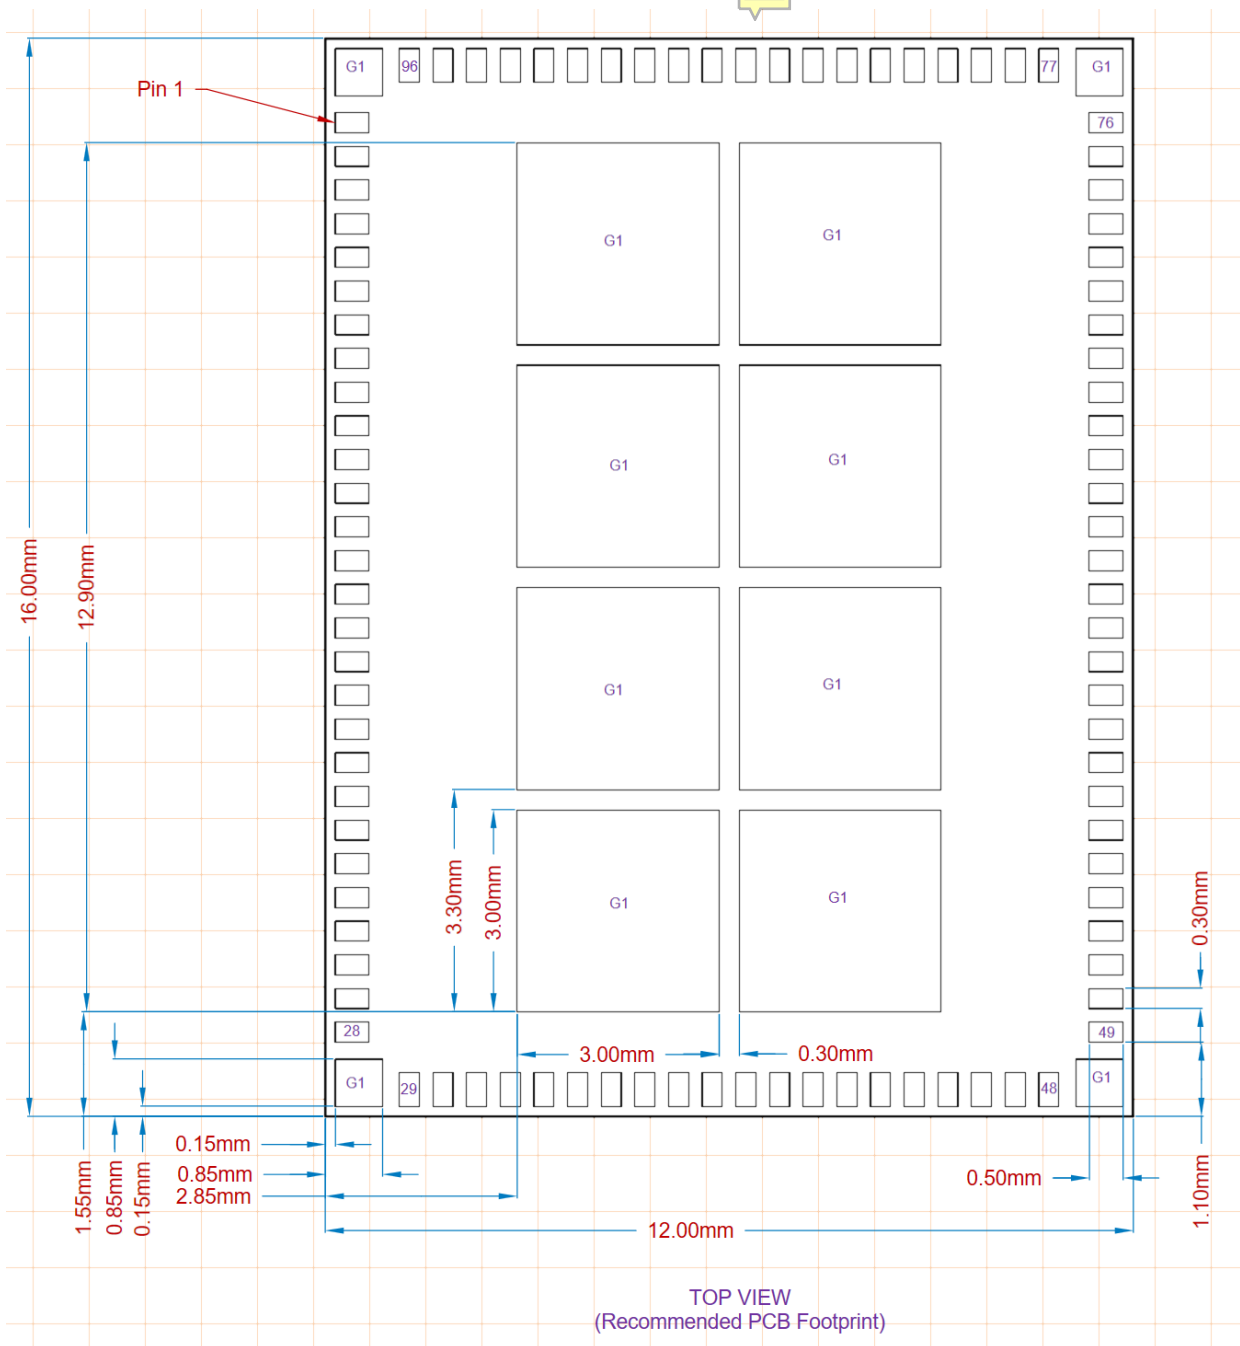 G1
96
77
G1
Pin 1
76
G1
G1
G1
G1
16.00mm
12.90mm
G1
G1
3.30mm
3.00mm
G1
G1
0.30mm
28
49
3.00mm
0.30mm
G1
29
48
G1
0.15mm
0.85mm
2.85mm
1.55mm
0.85mm
0.15mm
0.50mm
1.10mm
12.00mm
TOP VIEW
(Recommended PCB Footprint)